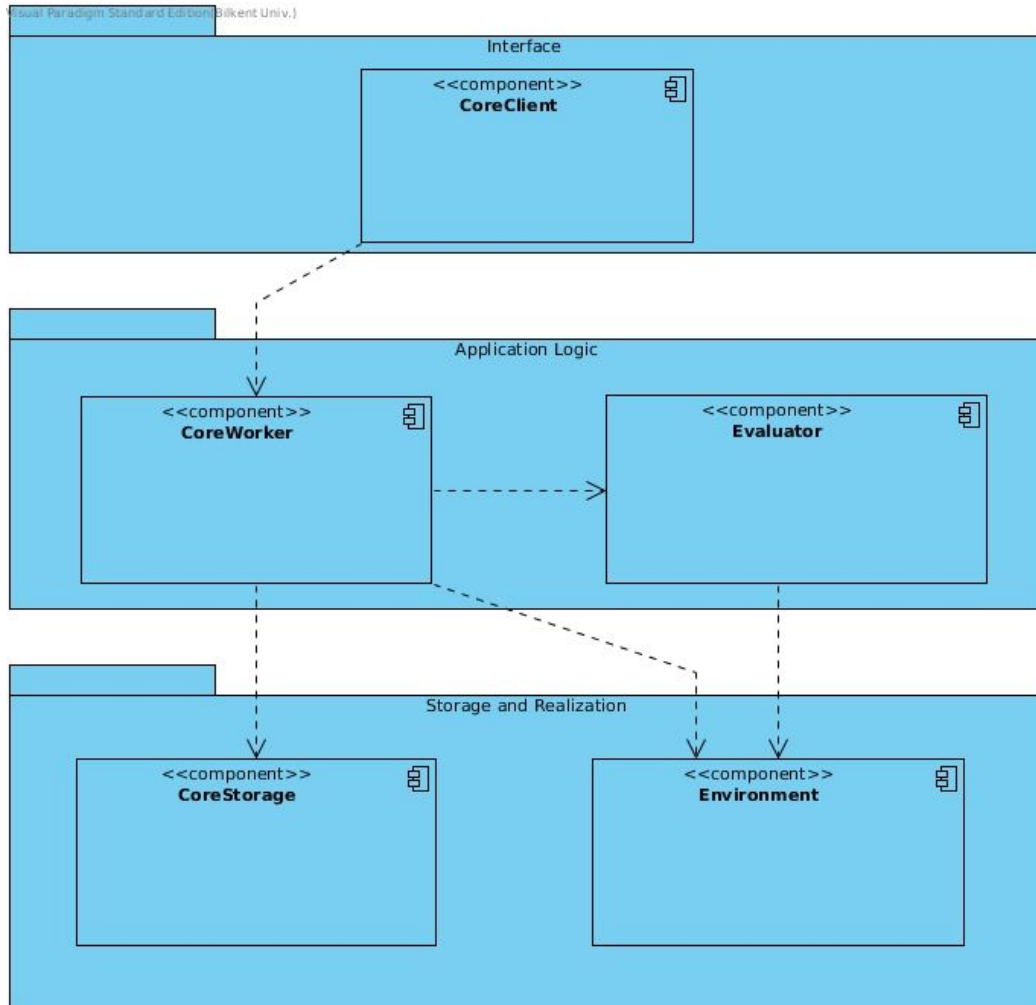 Visual Paradigm Standard Edition(Bilkent Univ.)
Interface
<<component>>
CoreClient
Application Logic
<<component>>
CoreWorker
<<component>>
Evaluator
Storage and Realization
<<component>>
CoreStorage
<<component>>
Environment